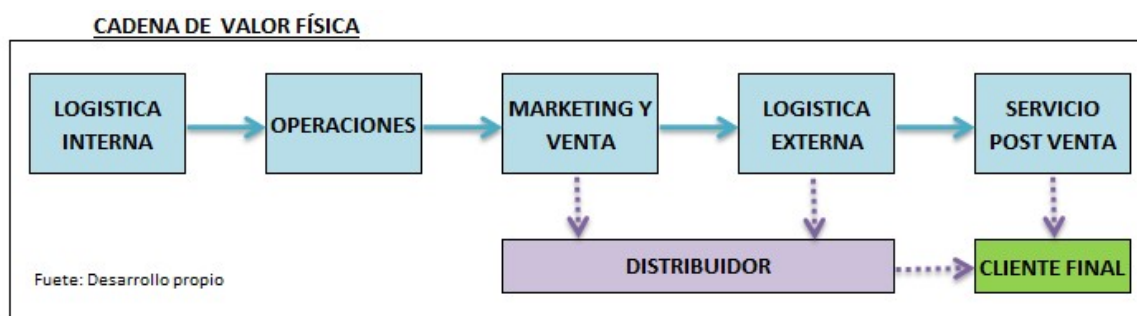 CADENA DE VALOR FÍSICA
LOGISTICA
INTERNA
OPERACIONES
MARKETING Y
VENTA
LOGISTICA
EXTERNA
SERVICIO
POST VENTA
DISTRIBUIDOR
CLIENTE FINAL
Fuete: Desarrollo propio